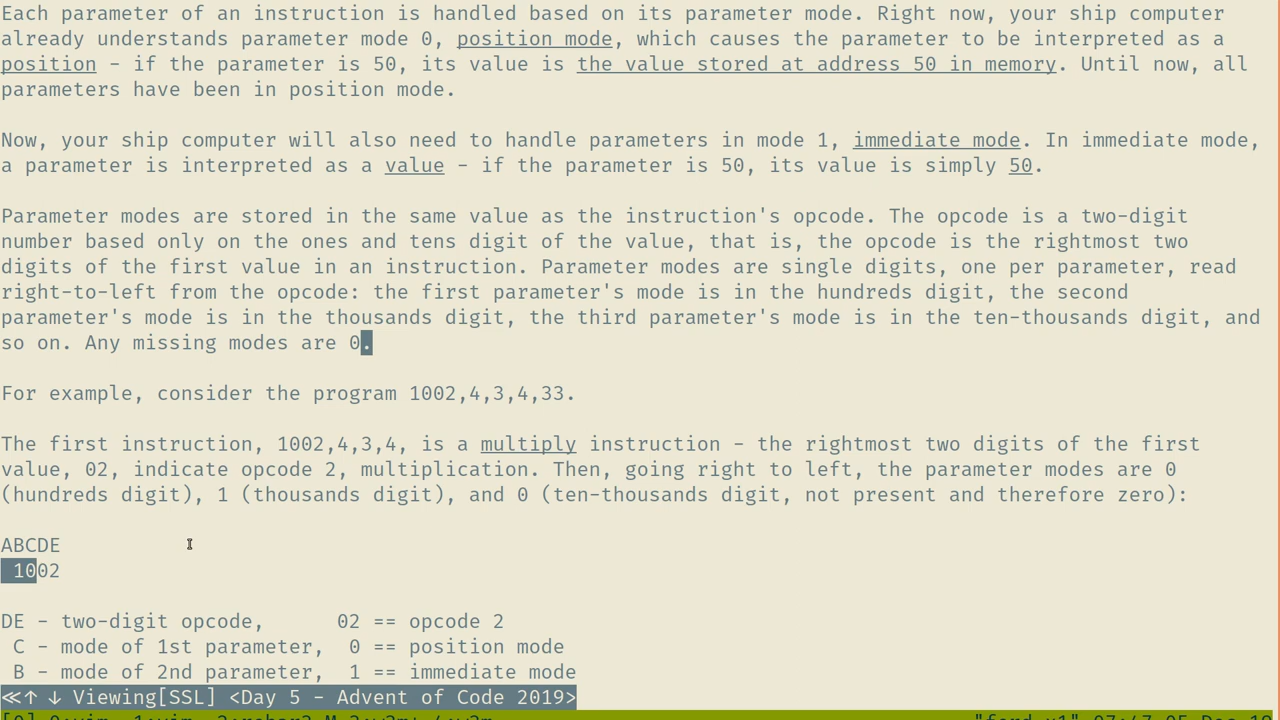 Each parameter of an instruction is handled based on its parameter mode. Right now, your ship computer
already understands parameter mode 0, position mode, which causes the parameter to be interpreted as a
position - if the parameter is 50, its value is the value stored at address 50 in memory. Until now, all
parameters have been in position mode.
Now, your ship computer will also need to handle parameters in mode 1, immediate mode. In immediate mode,
a parameter is interpreted as a value - if the parameter is 50, its value is simply 50.
Parameter modes are stored in the same value as the instruction's opcode. The opcode is a two-digit
number based only on the ones and tens digit of the value, that is, the opcode is the rightmost two
digits of the first value in an instruction. Parameter modes are single digits, one per parameter, read
right-to-left from the opcode: the first parameter's mode is in the hundreds digit, the second
parameter's mode is in the thousands digit, the third parameter's mode is in the ten-thousands digit, and
so on. Any missing modes are 0.
For example, consider the program 1002,4,3,4,33.
The first instruction, 1002,4,3,4, is a multiply instruction - the rightmost two digits of the first
value, 02, indicate opcode 2, multiplication. Then, going right to left, the parameter modes are 0
(hundreds digit), 1 (thousands digit), and 0 (ten-thousands digit, not present and therefore zero):
ABCDE
 1002
DE - two-digit opcode,      02 == opcode 2
 C - mode of 1st parameter,  0 == position mode
 B - mode of 2nd parameter,  1 == immediate mode
≪↑ ↓ Viewing[SSL] <Day 5 - Advent of Code 2019>